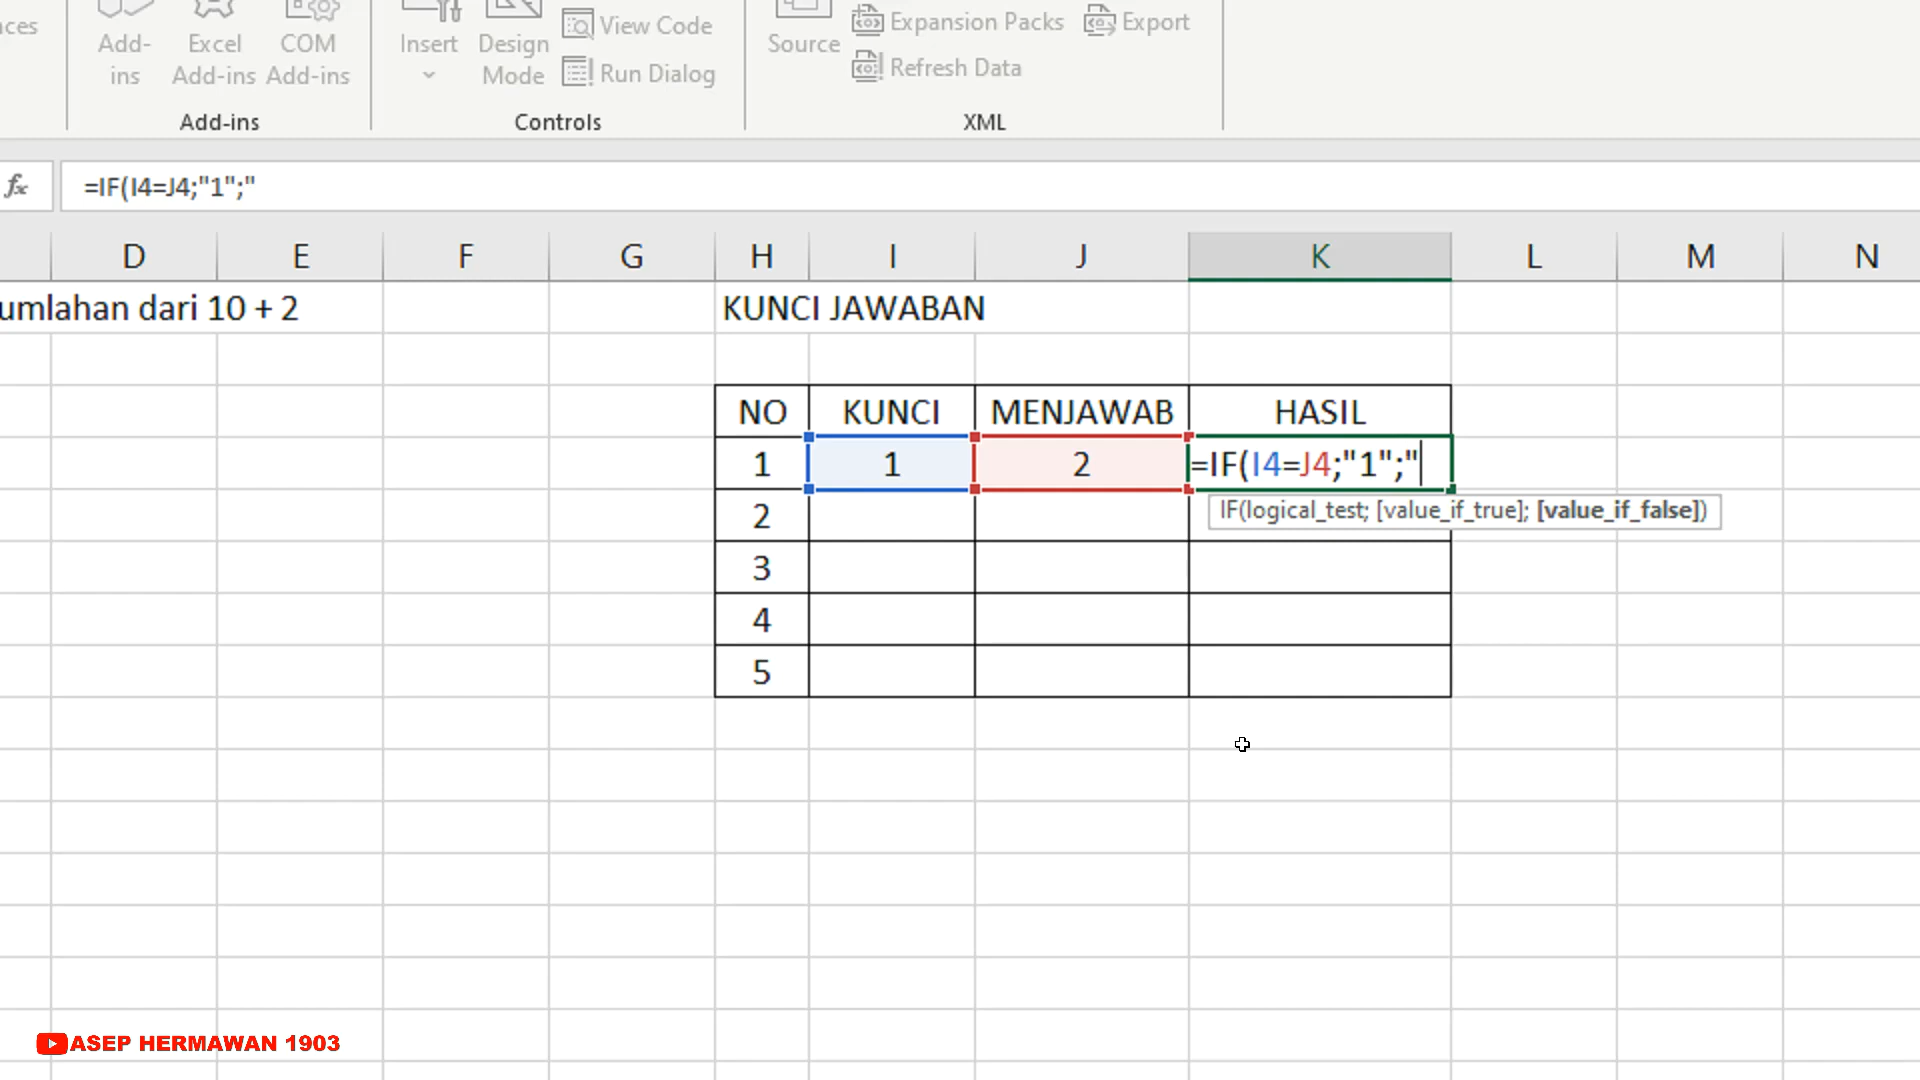 ces
Add-
ins
Excel
Add-ins
COM
Add-ins
Add-ins
Insert
Design
Mode
View Code
Run Dialog
Controls
Source
Expansion Packs
Export
Refresh Data
XML
fx
=IF(I4=J4;"1";"
D E F G H I J K L M N
umlahan dari 10 + 2
KUNCI JAWABAN
NO KUNCI MENJAWAB HASIL
1 1 2 =IF(I4=J4;"1";"
IF(logical_test; [value_if_true]; [value_if_false])
2
3
4
5
ASEP HERMAWAN 1903